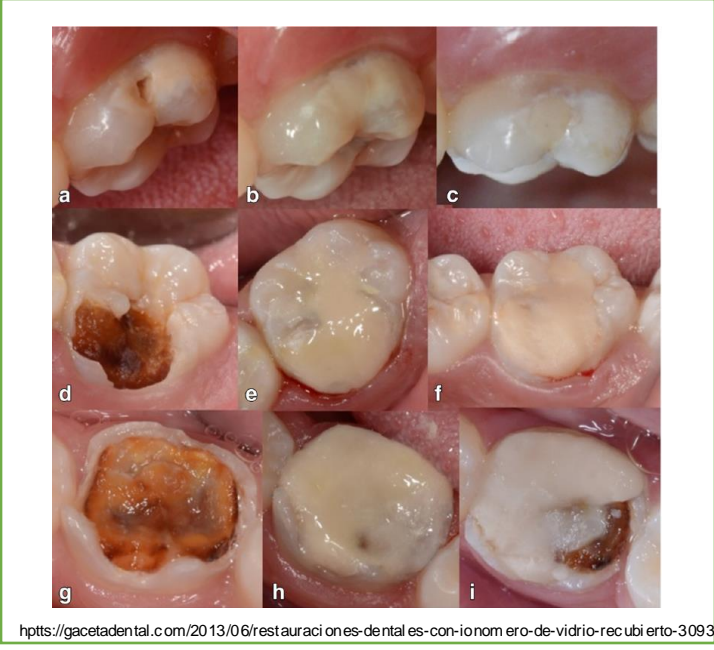 a
b
c
d
e
f
g
h
i
hptts://gacetadental.com/2013/06/restauraciones-dentales-con-ionomero-de-vidrio-recubierto-3093